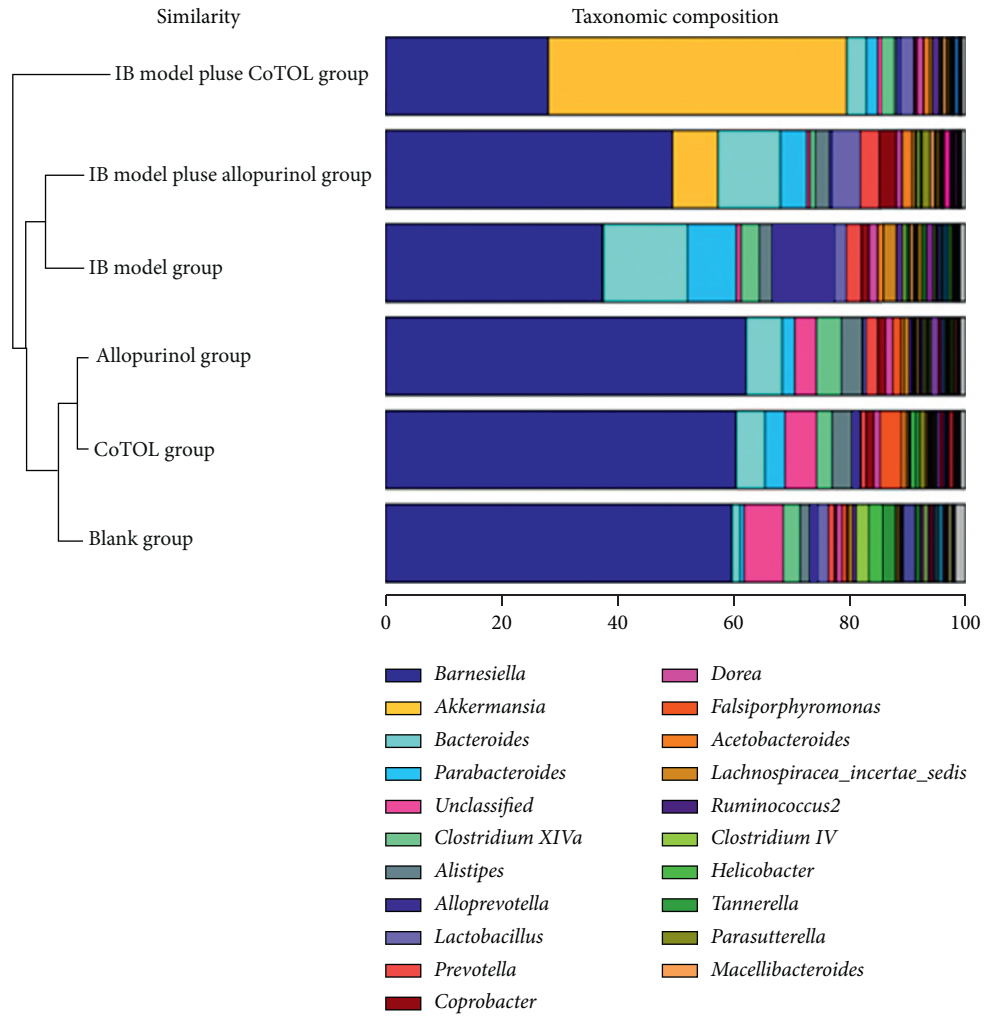 Similarity
Taxonomic composition
IB model pluse CoTOL group
IB model pluse allopurinol group
IB model group
Allopurinol group
CoTOL group
Blank group
0 20 40 60 80 100
Barnesiella
Akkermansia
Bacteroides
Parabacteroides
Unclassified
Clostridium XIVa
Alistipes
Alloprevotella
Lactobacillus
Prevotella
Coprobacter
Dorea
Falsiporphyromonas
Acetobacteroides
Lachnospiracea_incertae_sedis
Ruminococcus2
Clostridium IV
Helicobacter
Tannerella
Parasutterella
Macellibacteroides